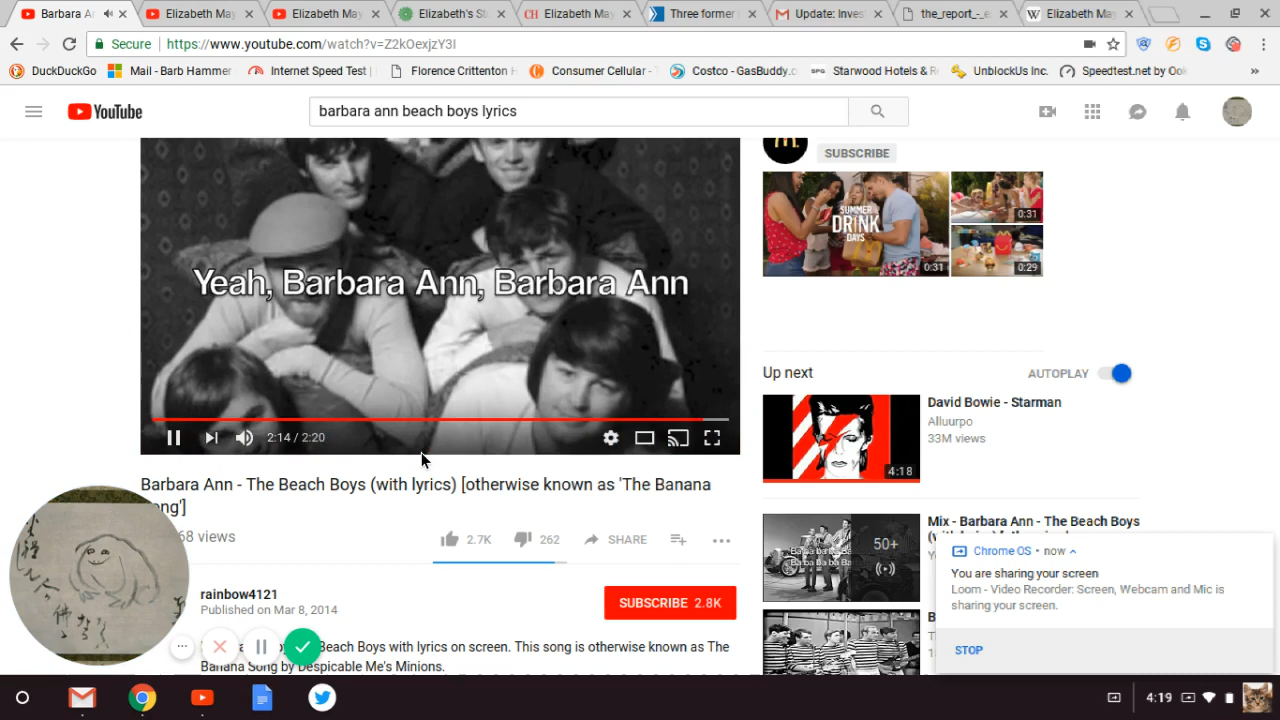 Barbara Ar
Elizabeth May
Elizabeth May
Elizabeth's St
CH Elizabeth May
Three former
Update: Inves
the_report_-_e
W Elizabeth May
Secure https://www.youtube.com/watch?v=Z2kOexjzY3I
DuckDuckGo
Mail - Barb Hammer
Internet Speed Test |
Florence Crittenton H
Consumer Cellular -
Costco - GasBuddy.c
SPG Starwood Hotels & R
UnblockUs Inc.
Speedtest.net by Ook
»
YouTube
barbara ann beach boys lyrics
SUBSCRIBE
Yeah, Barbara Ann, Barbara Ann
SUMMER
DRINK
DAYS
0:31
0:31
0:29
2:14 / 2:20
Up next
AUTOPLAY
David Bowie - Starman
Alluurpo
33M views
4:18
Barbara Ann - The Beach Boys (with lyrics) [otherwise known as 'The Banana
ong']
68 views
2.7K
262
SHARE
Mix - Barbara Ann - The Beach Boys
50+
rainbow4121
Published on Mar 8, 2014
SUBSCRIBE 2.8K
Beach Boys with lyrics on screen. This song is otherwise known as The
Banana Song by Despicable Me's Minions.
Chrome OS • now
You are sharing your screen
Loom - Video Recorder: Screen, Webcam and Mic is
sharing your screen.
STOP
4:19